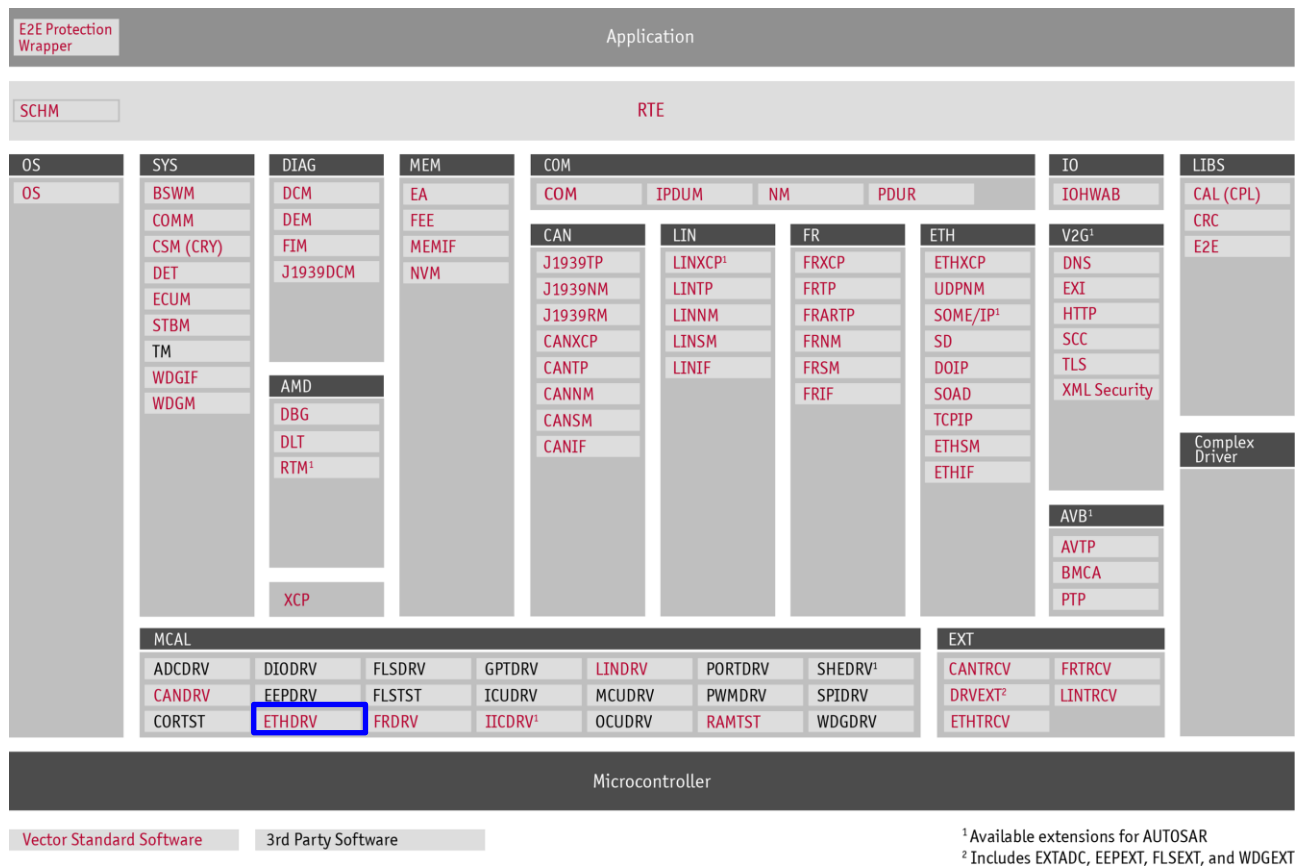 E2E Protection
Wrapper
Application
SCHM
RTE
OS
OS
SYS
BSWM
COMM
CSM (CRY)
DET
ECUM
STBM
TM
WDGIF
WDGM
DIAG
DCM
DEM
FIM
J1939DCM
AMD
DBG
DLT
RTM¹
XCP
MEM
EA
FEE
MEMIF
NVM
COM
COM IPDUM NM PDUR
CAN
J1939TP
J1939NM
J1939RM
CANXCP
CANTP
CANNM
CANSM
CANIF
LIN
LINXCP¹
LINTP
LINNM
LINSM
LINIF
FR
FRXCP
FRTP
FRARTP
FRNM
FRSM
FRIF
ETH
ETHXCP
UDPNM
SOME/IP¹
SD
DOIP
SOAD
TCPIP
ETHSM
ETHIF
IO
IOHWAB
V2G¹
DNS
EXI
HTTP
SCC
TLS
XML Security
AVB¹
AVTP
BMCA
PTP
LIBS
CAL (CPL)
CRC
E2E
Complex
Driver
MCAL
ADCDRV DIODRV FLSDRV GPTDRV LINDRV PORTDRV SHEDRV¹
CANDRV EEPDRV FLSTST ICUDRV MCUDRV PWMDRV SPIDRV
CORTST ETHDRV FRDRV IICDRV¹ OCUDRV RAMTST WDGDRV
EXT
CANTRCV FRTRCV
DRVEXT² LINTRCV
ETHTRCV
Microcontroller
Vector Standard Software 3rd Party Software
¹ Available extensions for AUTOSAR
² Includes EXTADC, EEPEXT, FLSEXT, and WDGEXT